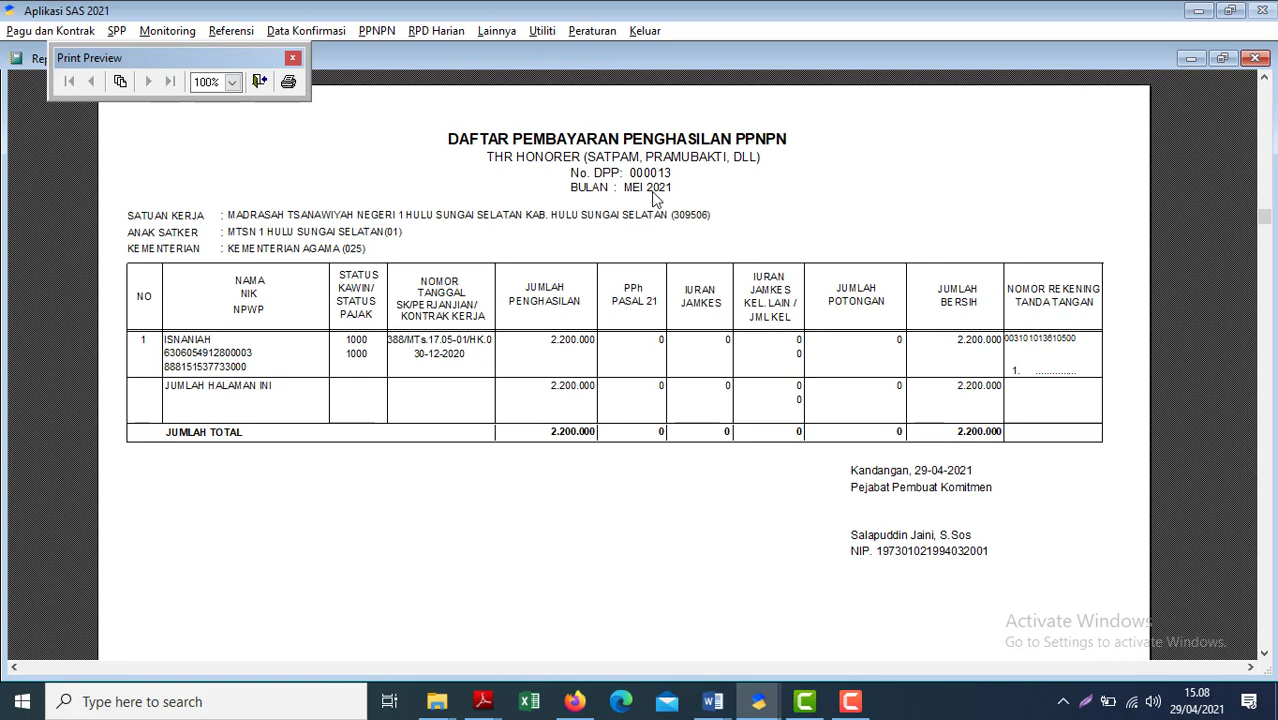 Aplikasi SAS 2021
Pagu dan Kontrak SPP Monitoring Referensi Data Konfirmasi PPNPN RPD Harian Lainnya Utiliti Peraturan Keluar
Print Preview
100%
DAFTAR PEMBAYARAN PENGHASILAN PPNPN
THR HONORER (SATPAM, PRAMUBAKTI, DLL)
No. DPP: 000013
BULAN : MEI 2021
SATUAN KERJA : MADRASAH TSANAWIYAH NEGERI 1 HULU SUNGAI SELATAN KAB. HULU SUNGAI SELATAN (309506)
ANAK SATKER : MTSN 1 HULU SUNGAI SELATAN(01)
KEMENTERIAN : KEMENTERIAN AGAMA (025)
NO
NAMA
NIK
NPWP
STATUS
KAWIN/
STATUS
PAJAK
NOMOR
TANGGAL
SK/PERJANJIAN/
KONTRAK KERJA
JUMLAH
PENGHASILAN
PPh
PASAL 21
IURAN
JAMKES
IURAN
JAMKES
KEL. LAIN /
JML KEL
JUMLAH
POTONGAN
JUMLAH
BERSIH
NOMOR REKENING
TANDA TANGAN
1 ISNANIAH 1000 388/MTs.17.05-01/HK.0 2.200.000 0 0 0 0 2.200.000 003101013610500
6306054912800003 1000 30-12-2020 0
888151537733000 1. ...............
JUMLAH HALAMAN INI 2.200.000 0 0 0 0 2.200.000
0
JUMLAH TOTAL 2.200.000 0 0 0 0 2.200.000
Kandangan, 29-04-2021
Pejabat Pembuat Komitmen
Salapuddin Jaini, S.Sos
NIP. 197301021994032001
Activate Windows
Go to Settings to activate Windows.
Type here to search
15.08
29/04/2021